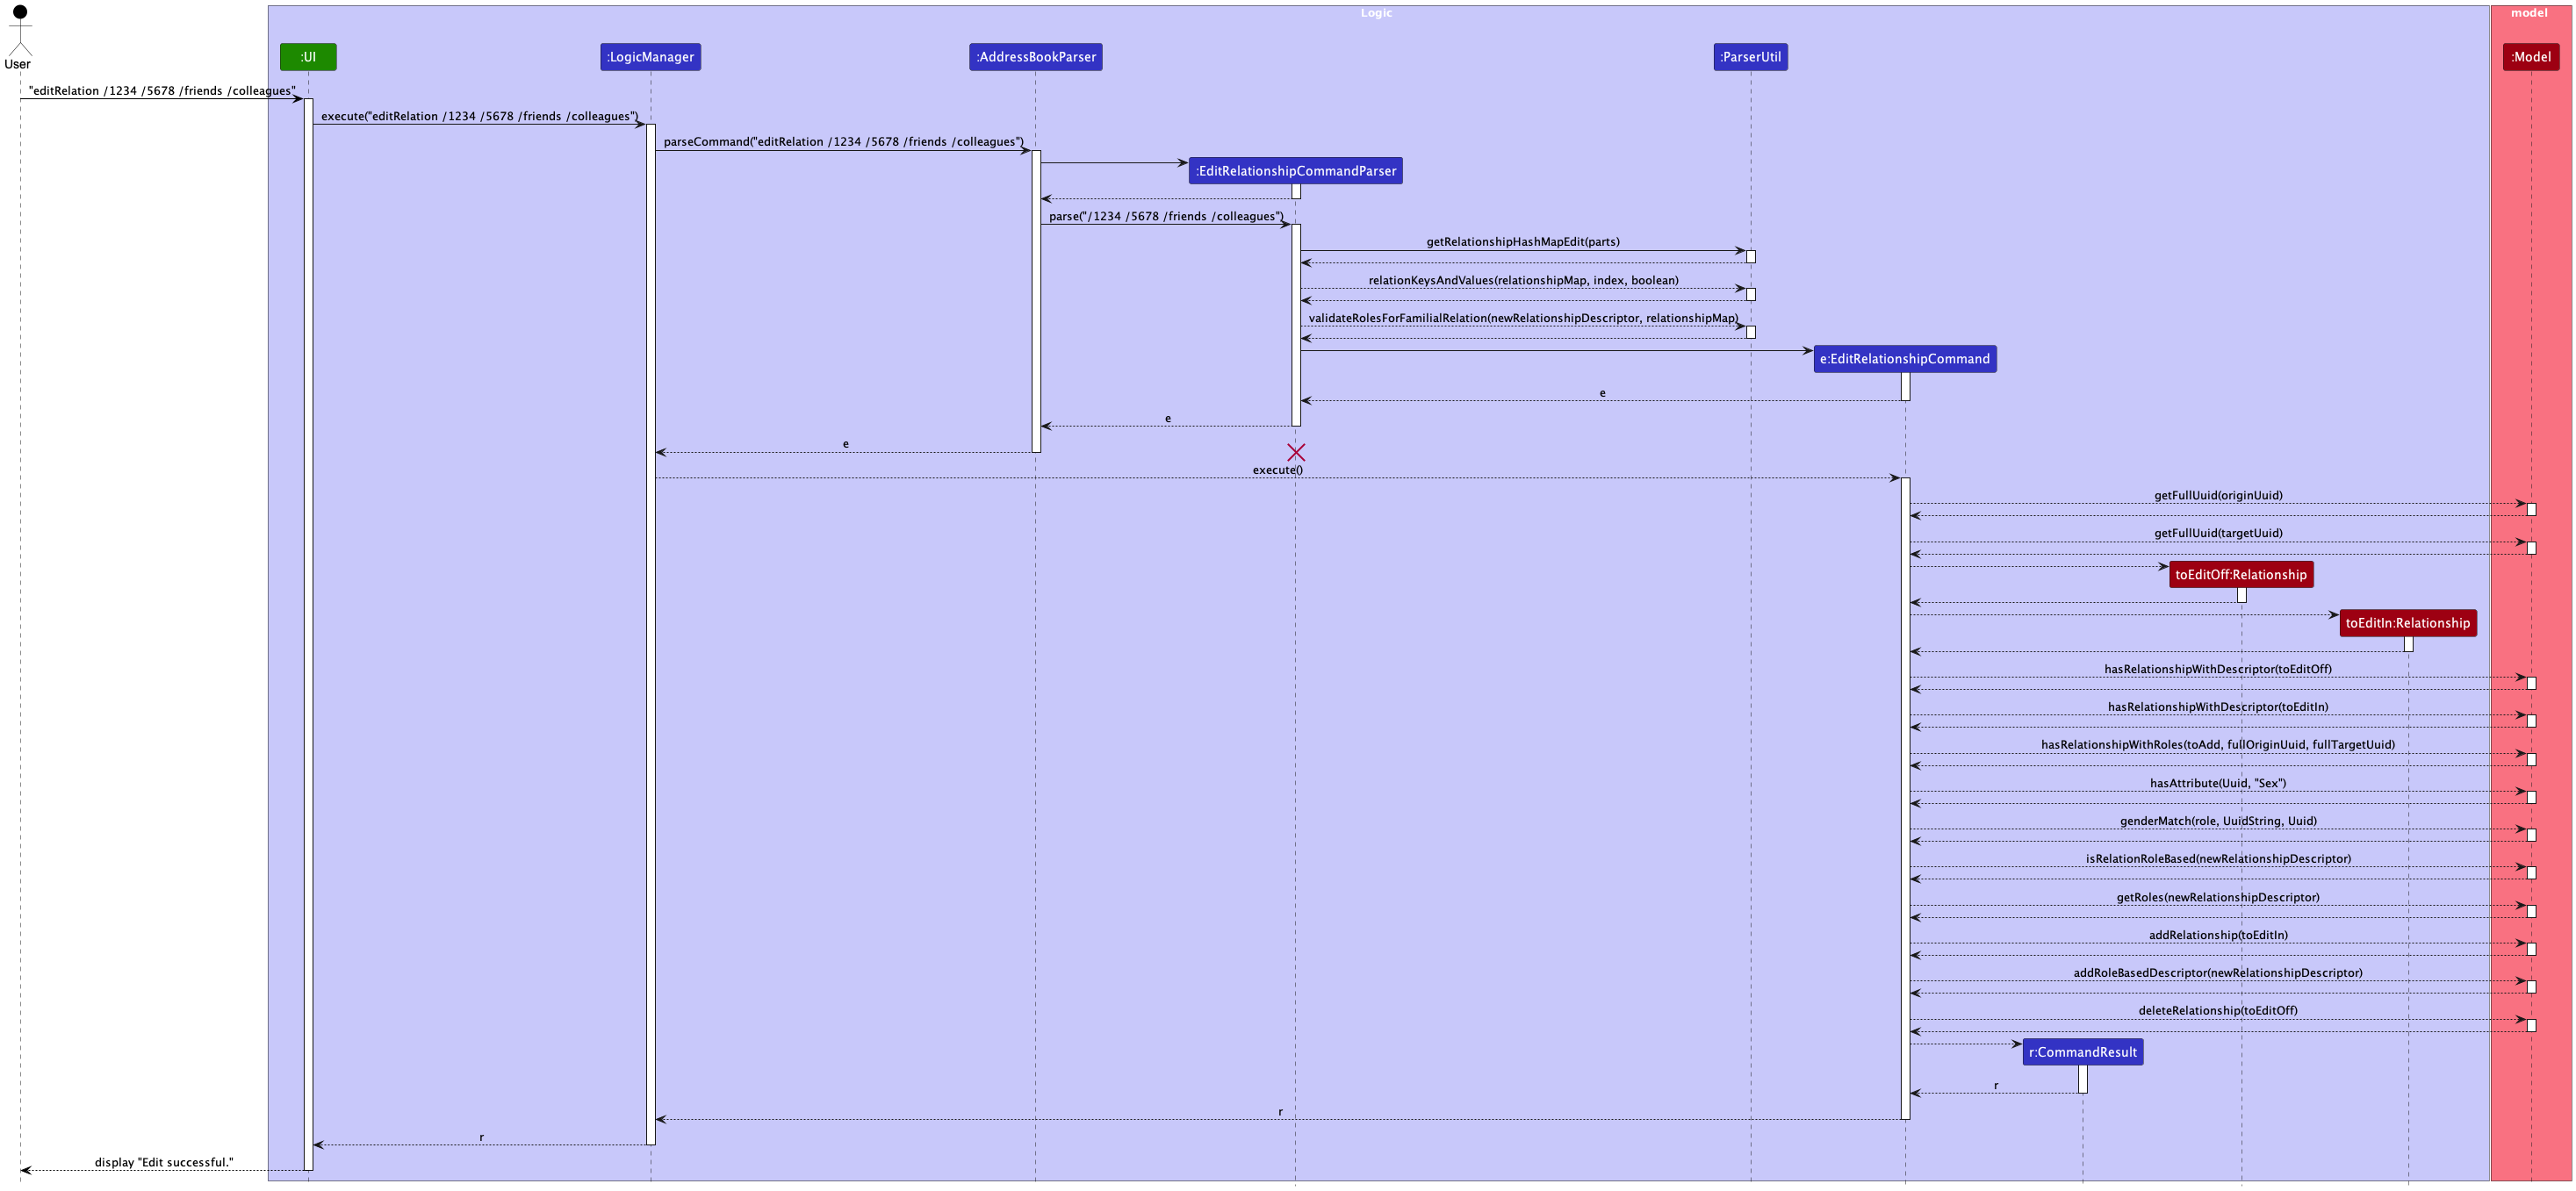 Logic
model
User
:UI
:LogicManager
:AddressBookParser
:ParserUtil
:Model
"editRelation /1234 /5678 /friends /colleagues"
execute("editRelation /1234 /5678 /friends /colleagues")
parseCommand("editRelation /1234 /5678 /friends /colleagues")
:EditRelationshipCommandParser
parse("/1234 /5678 /friends /colleagues")
getRelationshipHashMapEdit(parts)
relationKeysAndValues(relationshipMap, index, boolean)
validateRolesForFamilialRelation(newRelationshipDescriptor, relationshipMap)
e:EditRelationshipCommand
e
e
e
execute()
getFullUuid(originUuid)
getFullUuid(targetUuid)
toEditOff:Relationship
toEditIn:Relationship
hasRelationshipWithDescriptor(toEditOff)
hasRelationshipWithDescriptor(toEditIn)
hasRelationshipWithRoles(toAdd, fullOriginUuid, fullTargetUuid)
hasAttribute(Uuid, "Sex")
genderMatch(role, UuidString, Uuid)
isRelationRoleBased(newRelationshipDescriptor)
getRoles(newRelationshipDescriptor)
addRelationship(toEditIn)
addRoleBasedDescriptor(newRelationshipDescriptor)
deleteRelationship(toEditOff)
r:CommandResult
r
r
r
display "Edit successful."